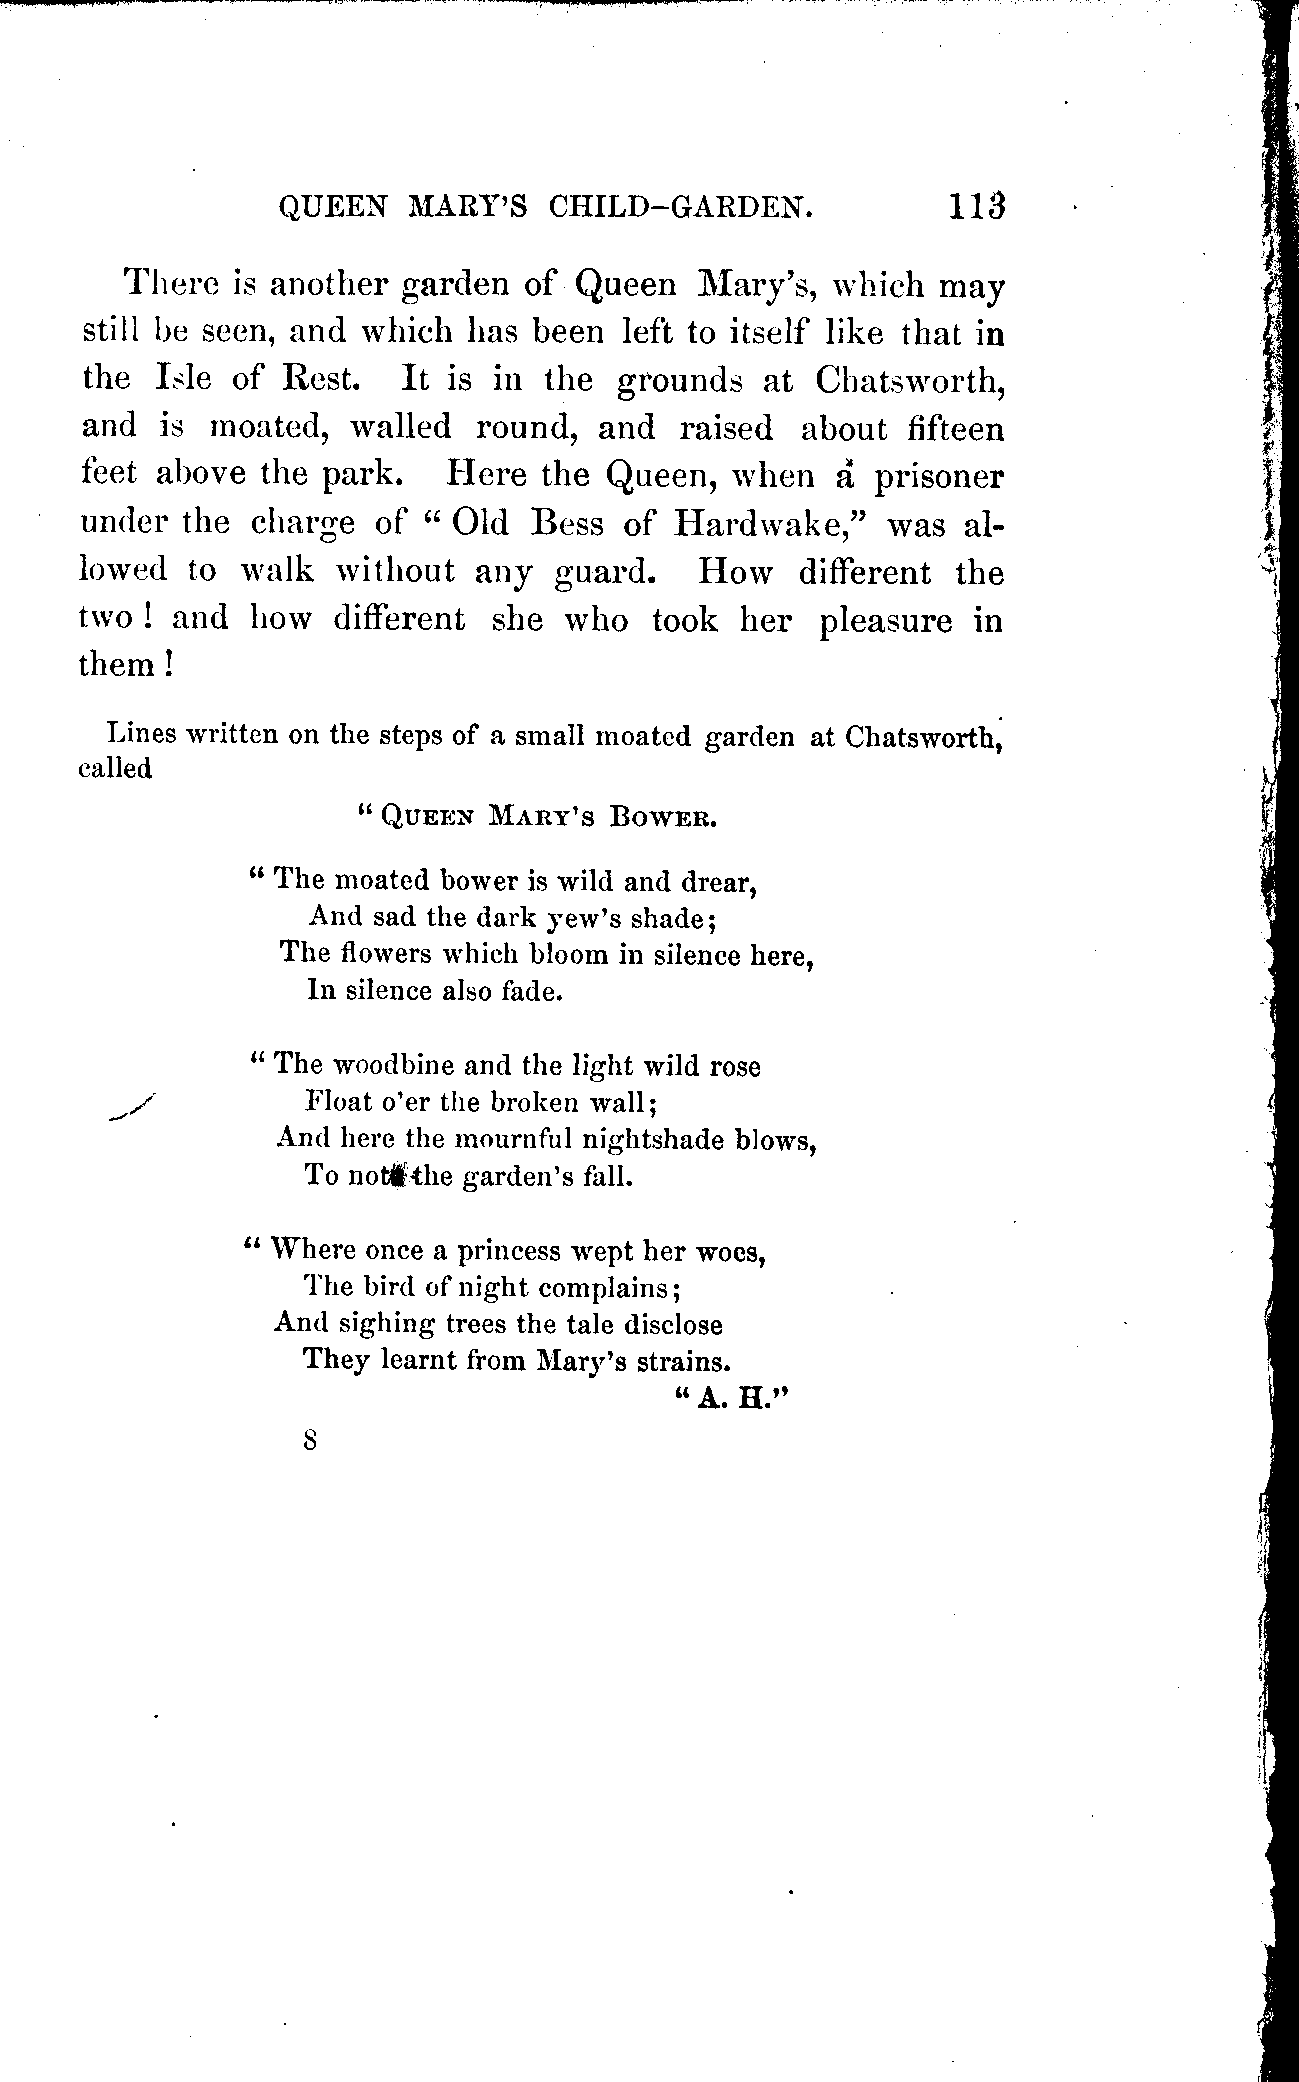 QUEEN MARY'S CHILD-GARDEN. 113
There is another garden of Queen Mary's, which may
still be seen, and which has been left to itself like that in
the Isle of Rest. It is in the grounds at Chatsworth,
and is moated, walled round, and raised about fifteen
feet above the park. Here the Queen, when a prisoner
under the charge of “ Old Bess of Hardwake,” was al-
lowed to walk without any guard. How different the
two ! and how different she who took her pleasure in
them !
Lines written on the steps of a small moated garden at Chatsworth,
called
“ QUEEN MARY'S BOWER.
“ The moated bower is wild and drear,
And sad the dark yew's shade;
The flowers which bloom in silence here,
In silence also fade.
“ The woodbine and the light wild rose
Float o'er the broken wall;
And here the mournful nightshade blows,
To the garden's fall.
“ Where once a princess wept her woes,
The bird of night complains;
And sighing trees the tale disclose
They learnt from Mary's strains.
“ A. H.”
8